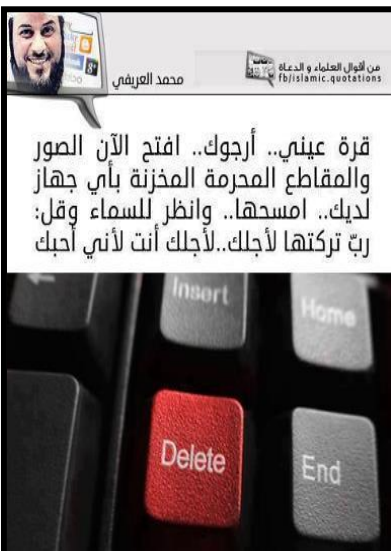 من أقوال العلماء و الدعاة
fb/islamic.quotations
محمد العريفي
قرة عيني.. أرجوك.. افتح الآن الصور
والمقاطع المحرمة المخزنة بأي جهاز
لديك.. امسحها.. وانظر للسماء وقل:
ربّ تركتها لأجلك..لأجلك أنت لأني أحبك
Insert
Home
Delete
End